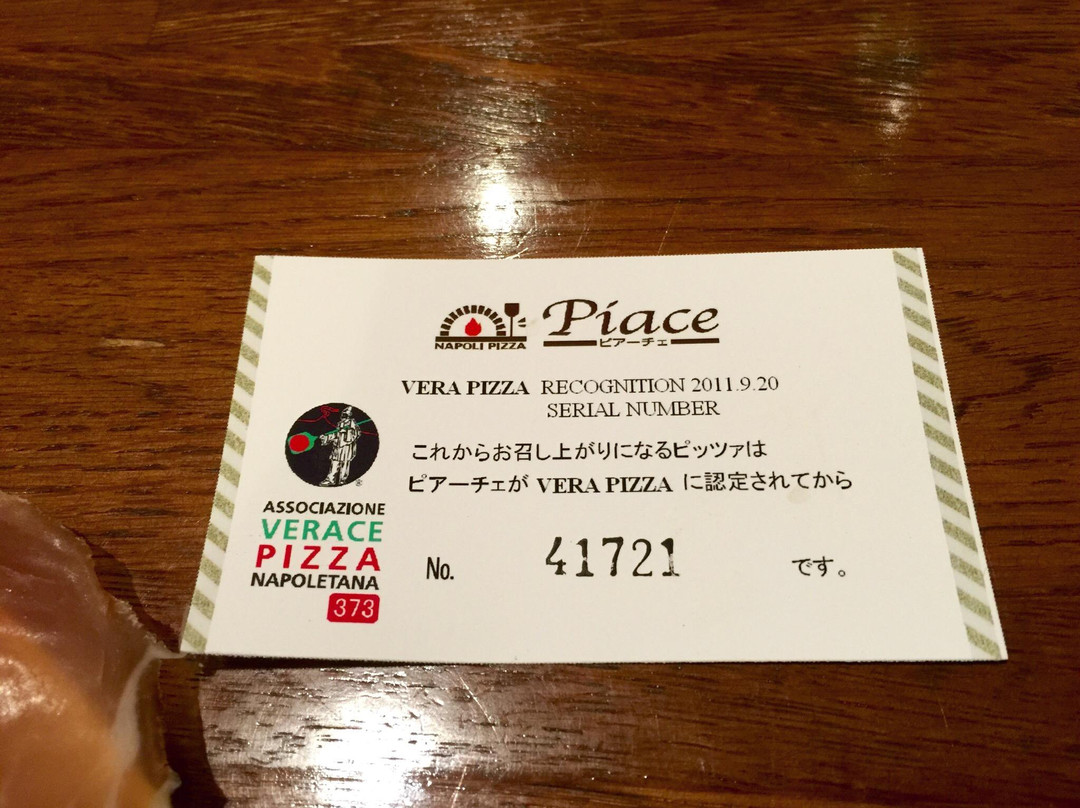 NAPOLI PIZZA
Piace
ピアーチェ
VERA PIZZA RECOGNITION 2011.9.20
SERIAL NUMBER
これからお召し上がりになるピッツァは
ピアーチェが VERA PIZZA に認定されてから
No. 41721 です。
®
ASSOCIAZIONE
VERACE
PIZZA
NAPOLETANA
373